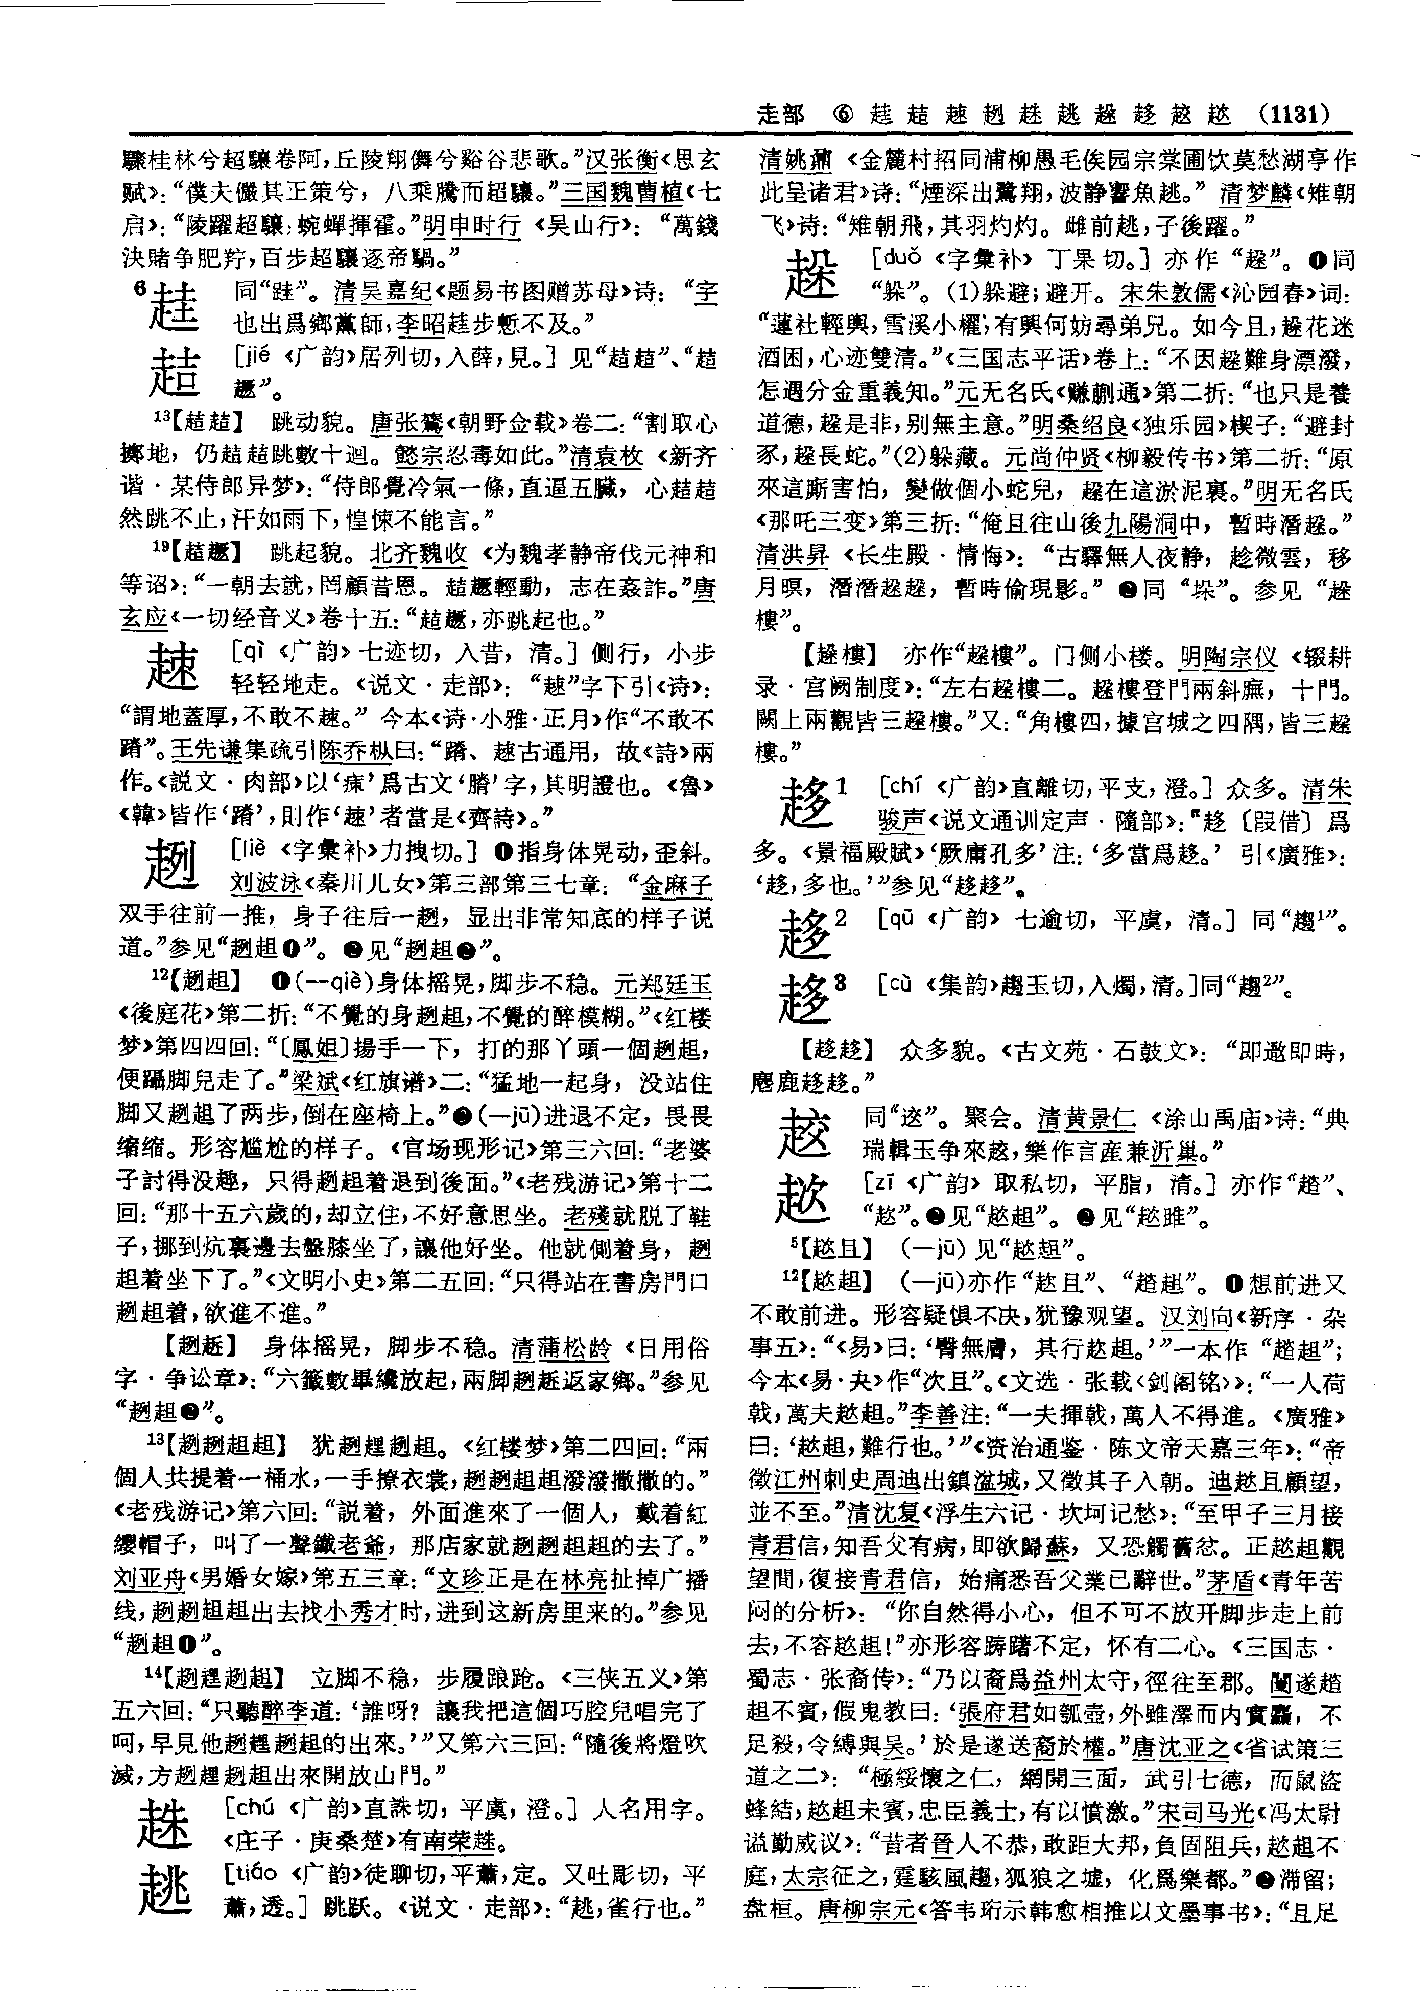 走部 ⑥ 𧻒 趌 𧻕 趔 趎 趒 趓 趍 䞭 趑 (1131)
驤桂林兮超驤卷阿,丘陵翔儛兮谿谷悲歌。”汉张衡《思玄
赋》:“僕夫儼其正策兮，八乘騰而超驤。”三国魏曹植《七
启》:“陵躍超驤,蜿蟬揮霍。”明申时行《吴山行》:“萬錢
決賭争肥羜,百步超驤逐帝騧。”
同“跬”。清吴嘉纪《题易书图赠苏母》诗:“字
也出爲鄉黨師,李昭𧻒步慙不及。”
趌 [jié《广韵》居列切,入薛,見。] 见“趌趌”、“趌
趰”。
13【趌趌】 跳动貌。唐张鷟《朝野佥载》卷二:“割取心
擲地，仍趌趌跳數十迴。懿宗忍毒如此。”清袁枚《新齐
谐·某侍郎异梦》:“侍郎覺冷氣一條,直逼五臟，心趌趌
然跳不止,汗如雨下,惶悚不能言。”
跳起貌。北齐魏收《为魏孝静帝伐元神和
等诏》:“一朝去就,罔顧昔恩。趌䠇輕動，志在姦詐。”唐
玄应《一切经音义》卷十五:“趌䠇,亦跳起也。”
[qì《广韵》七迹切，入昔，清。] 侧行，小步
轻轻地走。《说文·走部》:“𧻕”字下引《诗》:
“謂地蓋厚,不敢不𧻕。”今本《诗·小雅·正月》作“不敢不
蹐”。王先谦集疏引陈乔枞曰:“蹐、𧻕古通用，故《詩》兩
作。《説文·肉部》以‘㾊’爲古文‘膌’字,其明證也。《魯》
《韓》皆作‘蹐’,則作‘𧻕’者當是《齊詩》。”
趔 [liè《字彙补》力拽切。] ❶指身体晃动,歪斜。
刘波泳《秦川儿女》第三部第三七章:“金麻子
双手往前一推，身子往后一趔，显出非常知底的样子说
道。”参见“趔趄❶”。❷见“趔趄❷”。
12【趔趄】 ❶(-qiè)身体摇晃,脚步不稳。元郑廷玉
《後庭花》第二折:“不覺的身趔趄,不覺的醉模糊。”《红楼
梦》第四四回:“〔鳳姐〕揚手一下，打的那丫頭一個趔趄，
便躡脚兒走了。”梁斌《红旗谱》二:“猛地一起身，没站住
脚又趔趄了两步,倒在座椅上。”❷(-jū)进退不定，畏畏
缩缩。形容尴尬的样子。《官场现形记》第三六回:“老婆
子討得没趣，只得趔趄着退到後面。”《老残游记》第十二
回:“那十五六歲的,却立住,不好意思坐。老殘就脱了鞋
子,挪到炕裏邊去盤膝坐了,讓他好坐。他就側着身，趔
趄着坐下了。”《文明小史》第二五回:“只得站在書房門口
趔趄着,欲進不進。”
身体摇晃，脚步不稳。清蒲松龄《日用俗
字·争讼章》:“六籤數畢纔放起,兩脚趔趀返家鄉。”参见
“趔趄❷”。
13【趔趔趄趄】 犹趔趄趔趄。《红楼梦》第二四回:“兩
個人共提着一桶水,一手撩衣裳,趔趔趄趄潑潑撒撒的。”
《老残游记》第六回:“説着，外面進來了一個人，戴着紅
纓帽子，叫了一聲鐵老爺，那店家就趔趔趄趄的去了。”
刘亚舟《男婚女嫁》第五三章:“文珍正是在林亮扯掉广播
线,趔趔趄趄出去找小秀才时,进到这新房里来的。”参见
“趔趄❶”。
立脚不稳，步履踉跄。《三侠五义》第
五六回:“只聽醉李道:‘誰呀？讓我把這個巧腔兒唱完了
呵,早見他趔趄趔趄的出來。’”又第六三回:“隨後將燈吹
滅,方趔趄趔趄出來開放山門。”
趎 [chú《广韵》直誅切，平虞，澄。] 人名用字。
《庄子·庚桑楚》有南荣趎。
趒 [tiáo《广韵》徒聊切,平蕭,定。又吐彫切，平
蕭,透。] 跳跃。《说文·走部》:“趒,雀行也。”
清姚鼐《金麓村招同浦柳愚毛俟园宗棠圃饮莫愁湖亭作
此呈诸君》诗:“煙深出鷺翔,波静響魚趒。”清梦麟《雉朝
飞》诗:“雉朝飛,其羽灼灼。雌前趒,子後躍。”
趓 [duǒ《字彙补》丁果切。] 亦作“趓”。❶同
“躲”。(1)躲避;避开。宋朱敦儒《沁园春》词:
“蓮社輕輿,雪溪小櫂,有興何妨尋弟兄。如今且,趓花迷
酒困,心迹雙清。”《三国志平话》卷上:“不因趓難身漂潑，
怎遇分金重義知。”元无名氏《赚蒯通》第二折:“也只是養
道德,趓是非,别無主意。”明桑绍良《独乐园》楔子:“避封
豕,趓長蛇。”(2)躲藏。元尚仲贤《柳毅传书》第二折:“原
來這厮害怕，變做個小蛇兒，趓在這淤泥裏。”明无名氏
《那吒三变》第三折:“俺且往山後九陽洞中，暫時潛趓。”
清洪昇《长生殿·情悔》:“古驛無人夜静，趁微雲，移
月暝，潛潛趓趓，暫時偷現影。”❷同“垛”。参见“趓
樓”。
【趓樓】 亦作“趓樓”。门侧小楼。明陶宗仪《辍耕
录·宫阙制度》:“左右趓樓二。趓樓登門兩斜廡，十門。
闕上兩觀皆三趓樓。”又:“角樓四,據宫城之四隅,皆三趓
樓。”
趍1 [chí《广韵》直離切,平支,澄。] 众多。清朱
骏声《说文通训定声·随部》:“趍〔叚借〕爲
多。《景福殿賦》‘厥庸孔多’注:‘多當爲趍。’引《廣雅》:
‘趍,多也。’”参见“趍趍”。
趍2 [qū《广韵》七逾切，平虞，清。] 同“趨1”。
趍3 [cù《集韵》趨玉切,入燭,清。]同“趨2”。
【趍趍】 众多貌。《古文苑·石鼓文》:“即邀即時，
麀鹿趍趍。”
聚会。清黄景仁《涂山禹庙》诗:“典
瑞輯玉争來䞭,樂作言産兼沂巢。”
趑 [zī《广韵》取私切，平脂，清。] 亦作“趦”、
“趑”。❶见“趑趄”。❷见“趑雎”。
5【趑且】 (-jū) 见“趑趄”。
12【趑趄】 (-jū)亦作“趑且”、“趦趄”。❶想前进又
不敢前进。形容疑惧不决,犹豫观望。汉刘向《新序·杂
事五》:“《易》曰:‘臀無膚，其行趑趄。’”一本作“趦趄”;
今本《易·夬》作“次且”。《文选·张载〈剑阁铭〉》:“一人荷
戟,萬夫趑趄。”李善注:“一夫揮戟,萬人不得進。《廣雅》
曰:‘趑趄,難行也。’”《资治通鉴·陈文帝天嘉三年》:“帝
徵江州刺史周迪出鎮湓城,又徵其子入朝。迪趑且顧望，
並不至。”清沈复《浮生六记·坎坷记愁》:“至甲子三月接
青君信,知吾父有病,即欲歸蘇，又恐觸舊忿。正趑趄觀
望間,復接青君信，始痛悉吾父業已辭世。”茅盾《青年苦
闷的分析》:“你自然得小心，但不可不放开脚步走上前
去,不容趑趄!”亦形容踌躇不定，怀有二心。《三国志·
蜀志·张裔传》:“乃以裔爲益州太守,徑往至郡。闓遂趦
趄不賓,假鬼教曰:‘張府君如瓠壺,外雖澤而内實麤，不
足殺,令縛與吴。’於是遂送裔於權。”唐沈亚之《省试策三
道之二》:“極綏懷之仁，網開三面，武引七德，而鼠盜
蜂結,趑趄未賓,忠臣義士,有以憤激。”宋司马光《冯太尉
谥勤威议》:“昔者晉人不恭,敢距大邦,負固阻兵,趑趄不
庭,太宗征之,霆駭風趨,狐狼之墟，化爲樂都。”❷滞留;
盘桓。唐柳宗元《答韦珩示韩愈相推以文墨事书》:“且足